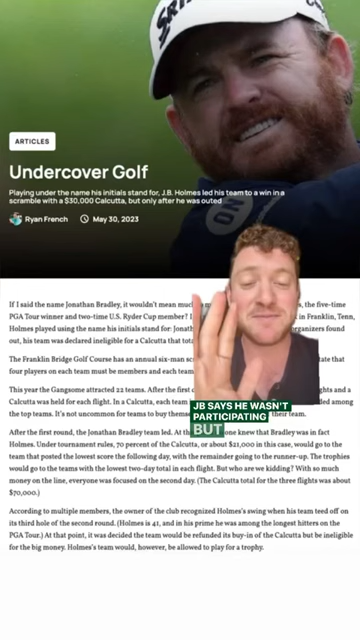 SRI
Cobra
ON
ARTICLES
Undercover Golf
Playing under the name his initials stand for, J.B. Holmes led his team to a win in a
scramble with a $30,000 Calcutta, but only after he was outed
Ryan French May 30, 2023
If I said the name Jonathan Bradley, it wouldn't mean much
s, the five-time
PGA Tour winner and two-time U.S. Ryder Cup member?
in Franklin, Tenn,
Holmes played using the name his initials stand for: Jonath
organizers found
out, his team was declared ineligible for a Calcutta that tot
The Franklin Bridge Golf Course has an annual six-man sc
tate that
four players on each team must be members and each team
This year the Gangsome attracted 22 teams. After the first
ghts and a
Calcutta was held for each flight. In a Calcutta, each team
among
the top teams. It's not uncommon for teams to buy themse
their team.
JB SAYS HE WASN'T
PARTICIPATING
BUT
After the first round, the Jonathan Bradley team led. At th
one knew that Bradley was in fact
Holmes. Under tournament rules, 70 percent of the Calcutta, or about $21,000 in this case, would go to the
team that posted the lowest score the following day, with the remainder going to the runner-up. The trophies
would go to the teams with the lowest two-day total in each flight. But who are we kidding? With so much
money on the line, everyone was focused on the second day. (The Calcutta for the three flights was about
$70,000.)
According to multiple members, the owner of the club recognized Holmes's swing when his team teed off on
its third hole of the second round. (Holmes is 41, and in his prime he was among the longest hitters on the
PGA Tour.) At that point, it was decided the team would be refunded its buy-in of the Calcutta but be ineligible
for the big money. Holmes's team would, however, be allowed to play for a trophy.